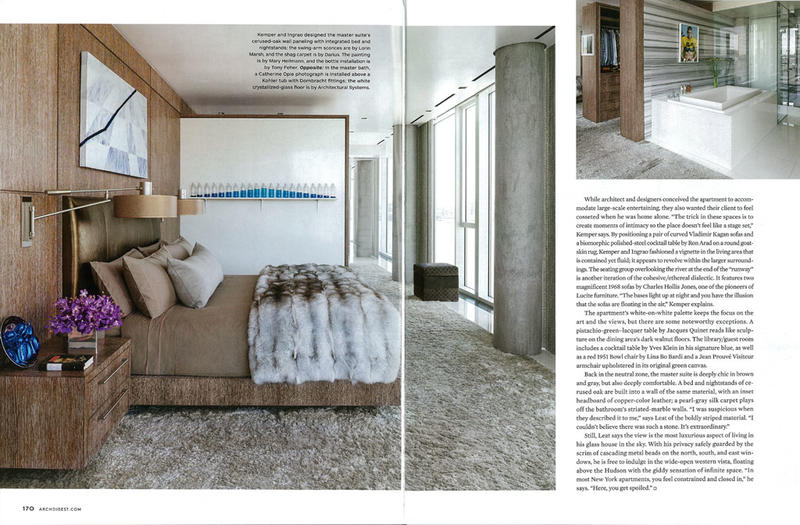 Kemper and Ingrao designed the master suite's
cerused-oak wall paneling with integrated bed and
nightstands; the swing-arm sconces are by Lorin
Marsh, and the shag carpet is by Darius. The painting
is by Mary Heilmann, and the bottle installation is
by Tony Feher. Opposite: In the master bath,
a Catherine Opie photograph is installed above a
Kohler tub with Dornbracht fittings; the white
crystallized-glass floor is by Architectural Systems.
While architect and designers conceived the apartment to accom-
modate large-scale entertaining, they also wanted their client to feel
cosseted when he was home alone. "The trick in these spaces is to
create moments of intimacy so the place doesn't feel like a stage set,"
Kemper says. By positioning a pair of curved Vladimir Kagan sofas and
a biomorphic polished-steel cocktail table by Ron Arad on a round goat-
skin rug, Kemper and Ingrao fashioned a vignette in the living area that
is contained yet fluid; it appears to revolve within the larger surround-
ings. The seating group overlooking the river at the end of the "runway"
is another iteration of the cohesive/ethereal dialectic. It features two
magnificent 1968 sofas by Charles Hollis Jones, one of the pioneers of
Lucite furniture. "The bases light up at night and you have the illusion
that the sofas are floating in the air," Kemper explains.
The apartment's white-on-white palette keeps the focus on the
art and the views, but there are some noteworthy exceptions. A
pistachio-green-lacquer table by Jacques Quinet reads like sculp-
ture on the dining area's dark walnut floors. The library/guest room
includes a cocktail table by Yves Klein in his signature blue, as well
as a red 1951 Bowl chair by Lina Bo Bardi and a Jean Prouvé Visiteur
armchair upholstered in its original green canvas.
Back in the neutral zone, the master suite is deeply chic in brown
and gray, but also deeply comfortable. A bed and nightstands of ce-
rused oak are built into a wall of the same material, with an inset
headboard of copper-color leather; a pearl-gray silk carpet plays
off the bathroom's striated-marble walls. "I was suspicious when
they described it to me," says Leat of the boldly striped material. "I
couldn't believe there was such a stone. It's extraordinary."
Still, Leat says the view is the most luxurious aspect of living in
his glass house in the sky. With his privacy safely guarded by the
scrim of cascading metal beads on the north, south, and east win-
dows, he is free to indulge in the wide-open western vista, floating
above the Hudson with the giddy sensation of infinite space. "In
most New York apartments, you feel constrained and closed in," he
says. "Here, you get spoiled." □
170 ARCHDIGEST.COM